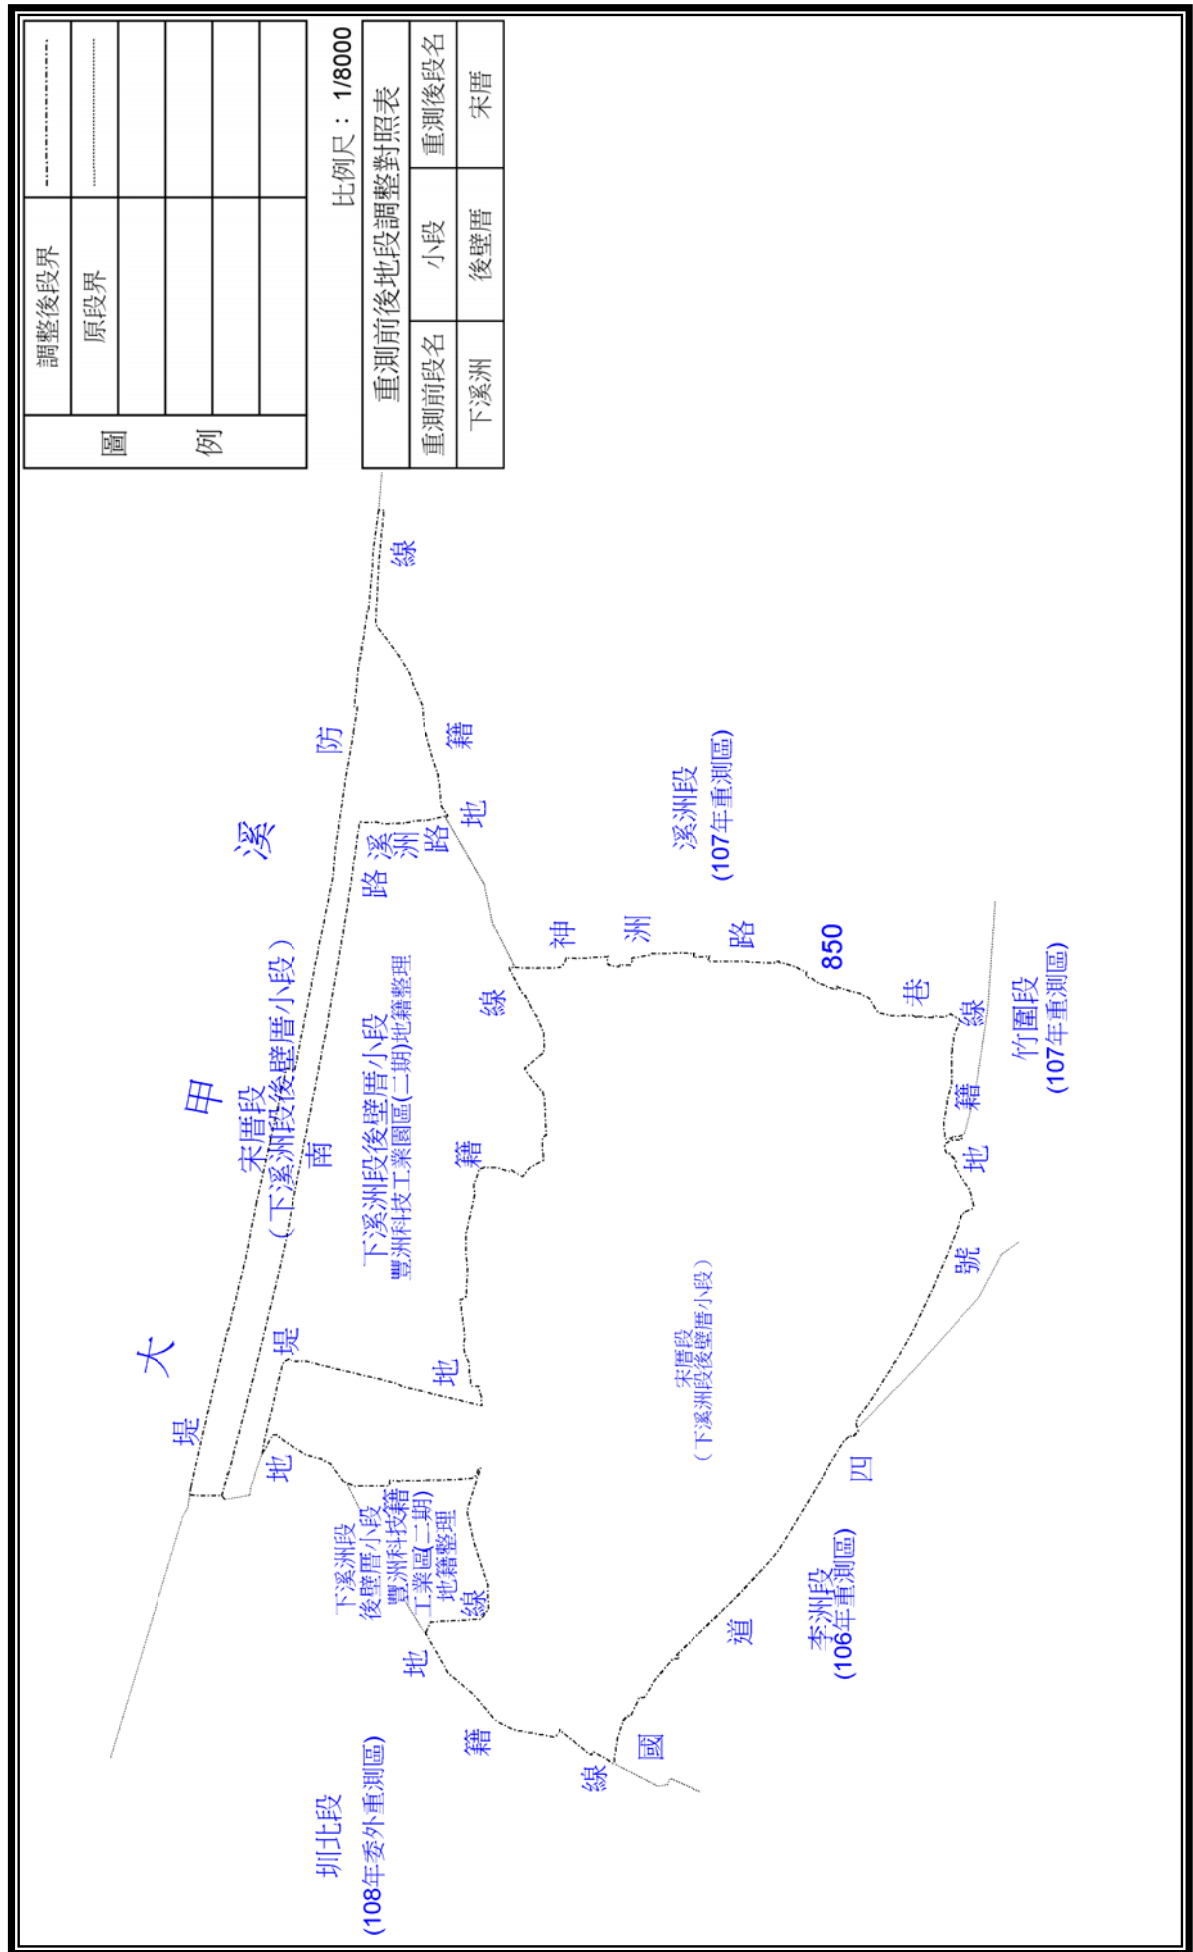 圖例
調整後段界
原段界
比例尺：1/8000
重測前後地段調整對照表
重測前段名 小段 重測後段名
下溪洲 後壁厝 宋厝
大甲溪
堤防
宋厝段
（下溪洲段後壁厝小段）
堤南路
溪洲路
下溪洲段後壁厝小段
豐洲科技工業園區(二期)地籍整理
地籍線
地籍線
下溪洲段
後壁厝小段
豐洲科技
工業區(二期)
地籍整理
地籍線
地籍線
神洲路850巷
溪洲段
(107年重測區)
宋厝段
（下溪洲段後壁厝小段）
地籍線
竹圍段
(107年重測區)
國道四號
李洲段
(106年重測區)
圳北段
(108年委外重測區)